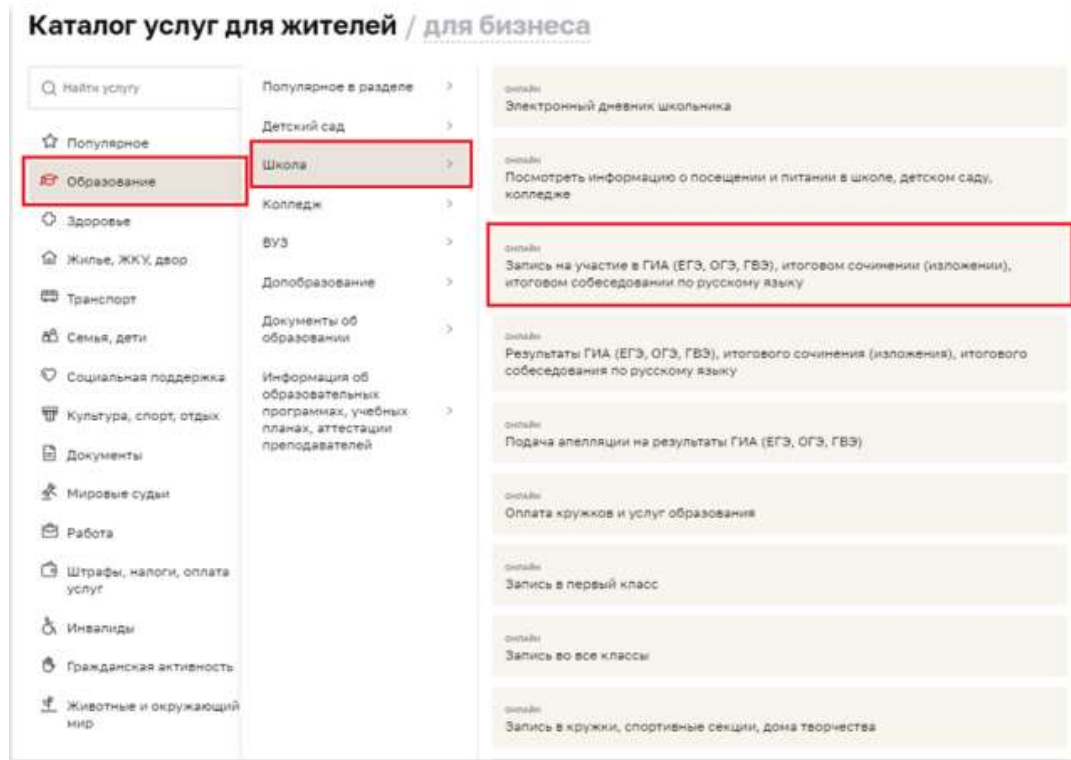 Каталог услуг для жителей / для бизнеса
Найти услугу
Популярное
Образование
Здоровье
Жилье, ЖКУ, двор
Транспорт
Семья, дети
Социальная поддержка
Культура, спорт, отдых
Документы
Мировые судьи
Работа
Штрафы, налоги, оплата
услуг
Инвалиды
Гражданская активность
Животные и окружающий
мир
Популярное в разделе
Детский сад
Школа
Колледж
ВУЗ
Допобразование
Документы об
образовании
Информация об
образовательных
программах, учебных
планах, аттестации
преподавателей
онлайн
Электронный дневник школьника
онлайн
Посмотреть информацию о посещении и питании в школе, детском саду,
колледже
онлайн
Запись на участие в ГИА (ЕГЭ, ОГЭ, ГВЭ), итоговом сочинении (изложении),
итоговом собеседовании по русскому языку
онлайн
Результаты ГИА (ЕГЭ, ОГЭ, ГВЭ), итогового сочинения (изложения), итогового
собеседования по русскому языку
онлайн
Подача апелляции на результаты ГИА (ЕГЭ, ОГЭ, ГВЭ)
онлайн
Оплата кружков и услуг образования
онлайн
Запись в первый класс
онлайн
Запись во все классы
онлайн
Запись в кружки, спортивные секции, дома творчества